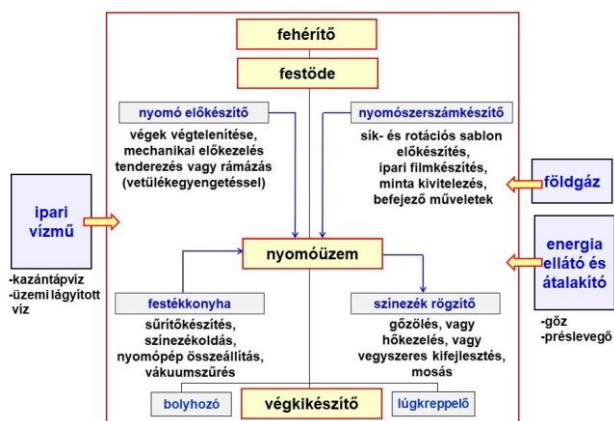 fehérítő
festöde
nyomó előkészítő
végek végtelenítése,
mechanikai előkezelés
tenderezés vagy rámázás
(vetülékegyengetéssel)
nyomószerszámkészítő
sík- és rotációs sablon
előkészítés,
ipari filmkészítés,
minta kivitelezés,
befejező műveletek
ipari
vízmű
-kazántápvíz
-üzemi lágyított
víz
földgáz
energia
ellátó és
átalakító
-gőz
-préslevegő
nyomóüzem
festékkonyha
sűrítőkészítés,
színezékoldás,
nyomópép összeállítás,
vákuumszűrés
színezék rögzítő
gőzölés, vagy
hőkezelés, vagy
vegyszeres kifejlesztés,
mosás
bolyhozó
végkikészítő
lúgkreppelő